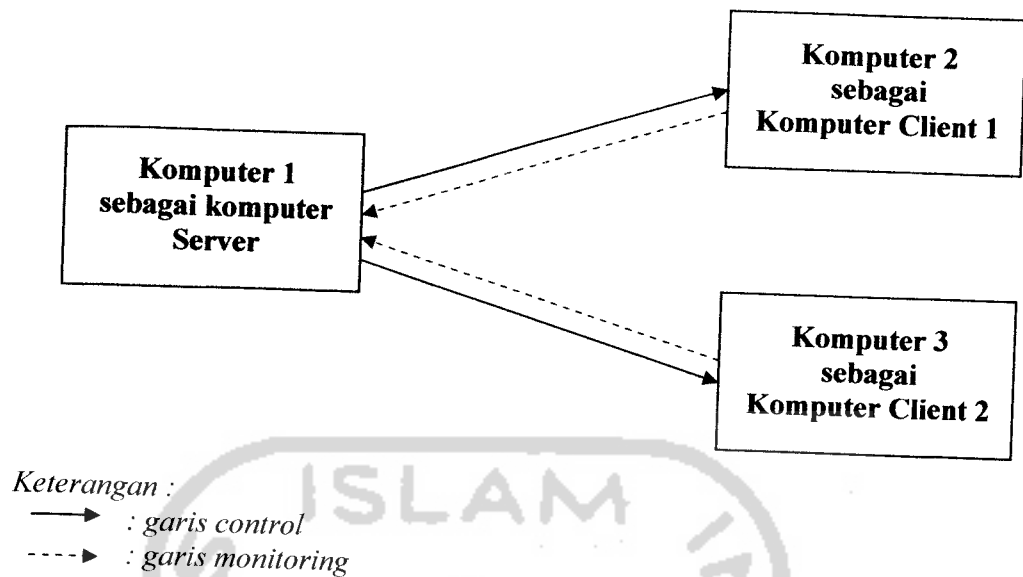 Komputer 1
sebagai komputer
Server
Komputer 2
sebagai
Komputer Client 1
Komputer 3
sebagai
Komputer Client 2
Keterangan :
: garis control
: garis monitoring
ISLAM